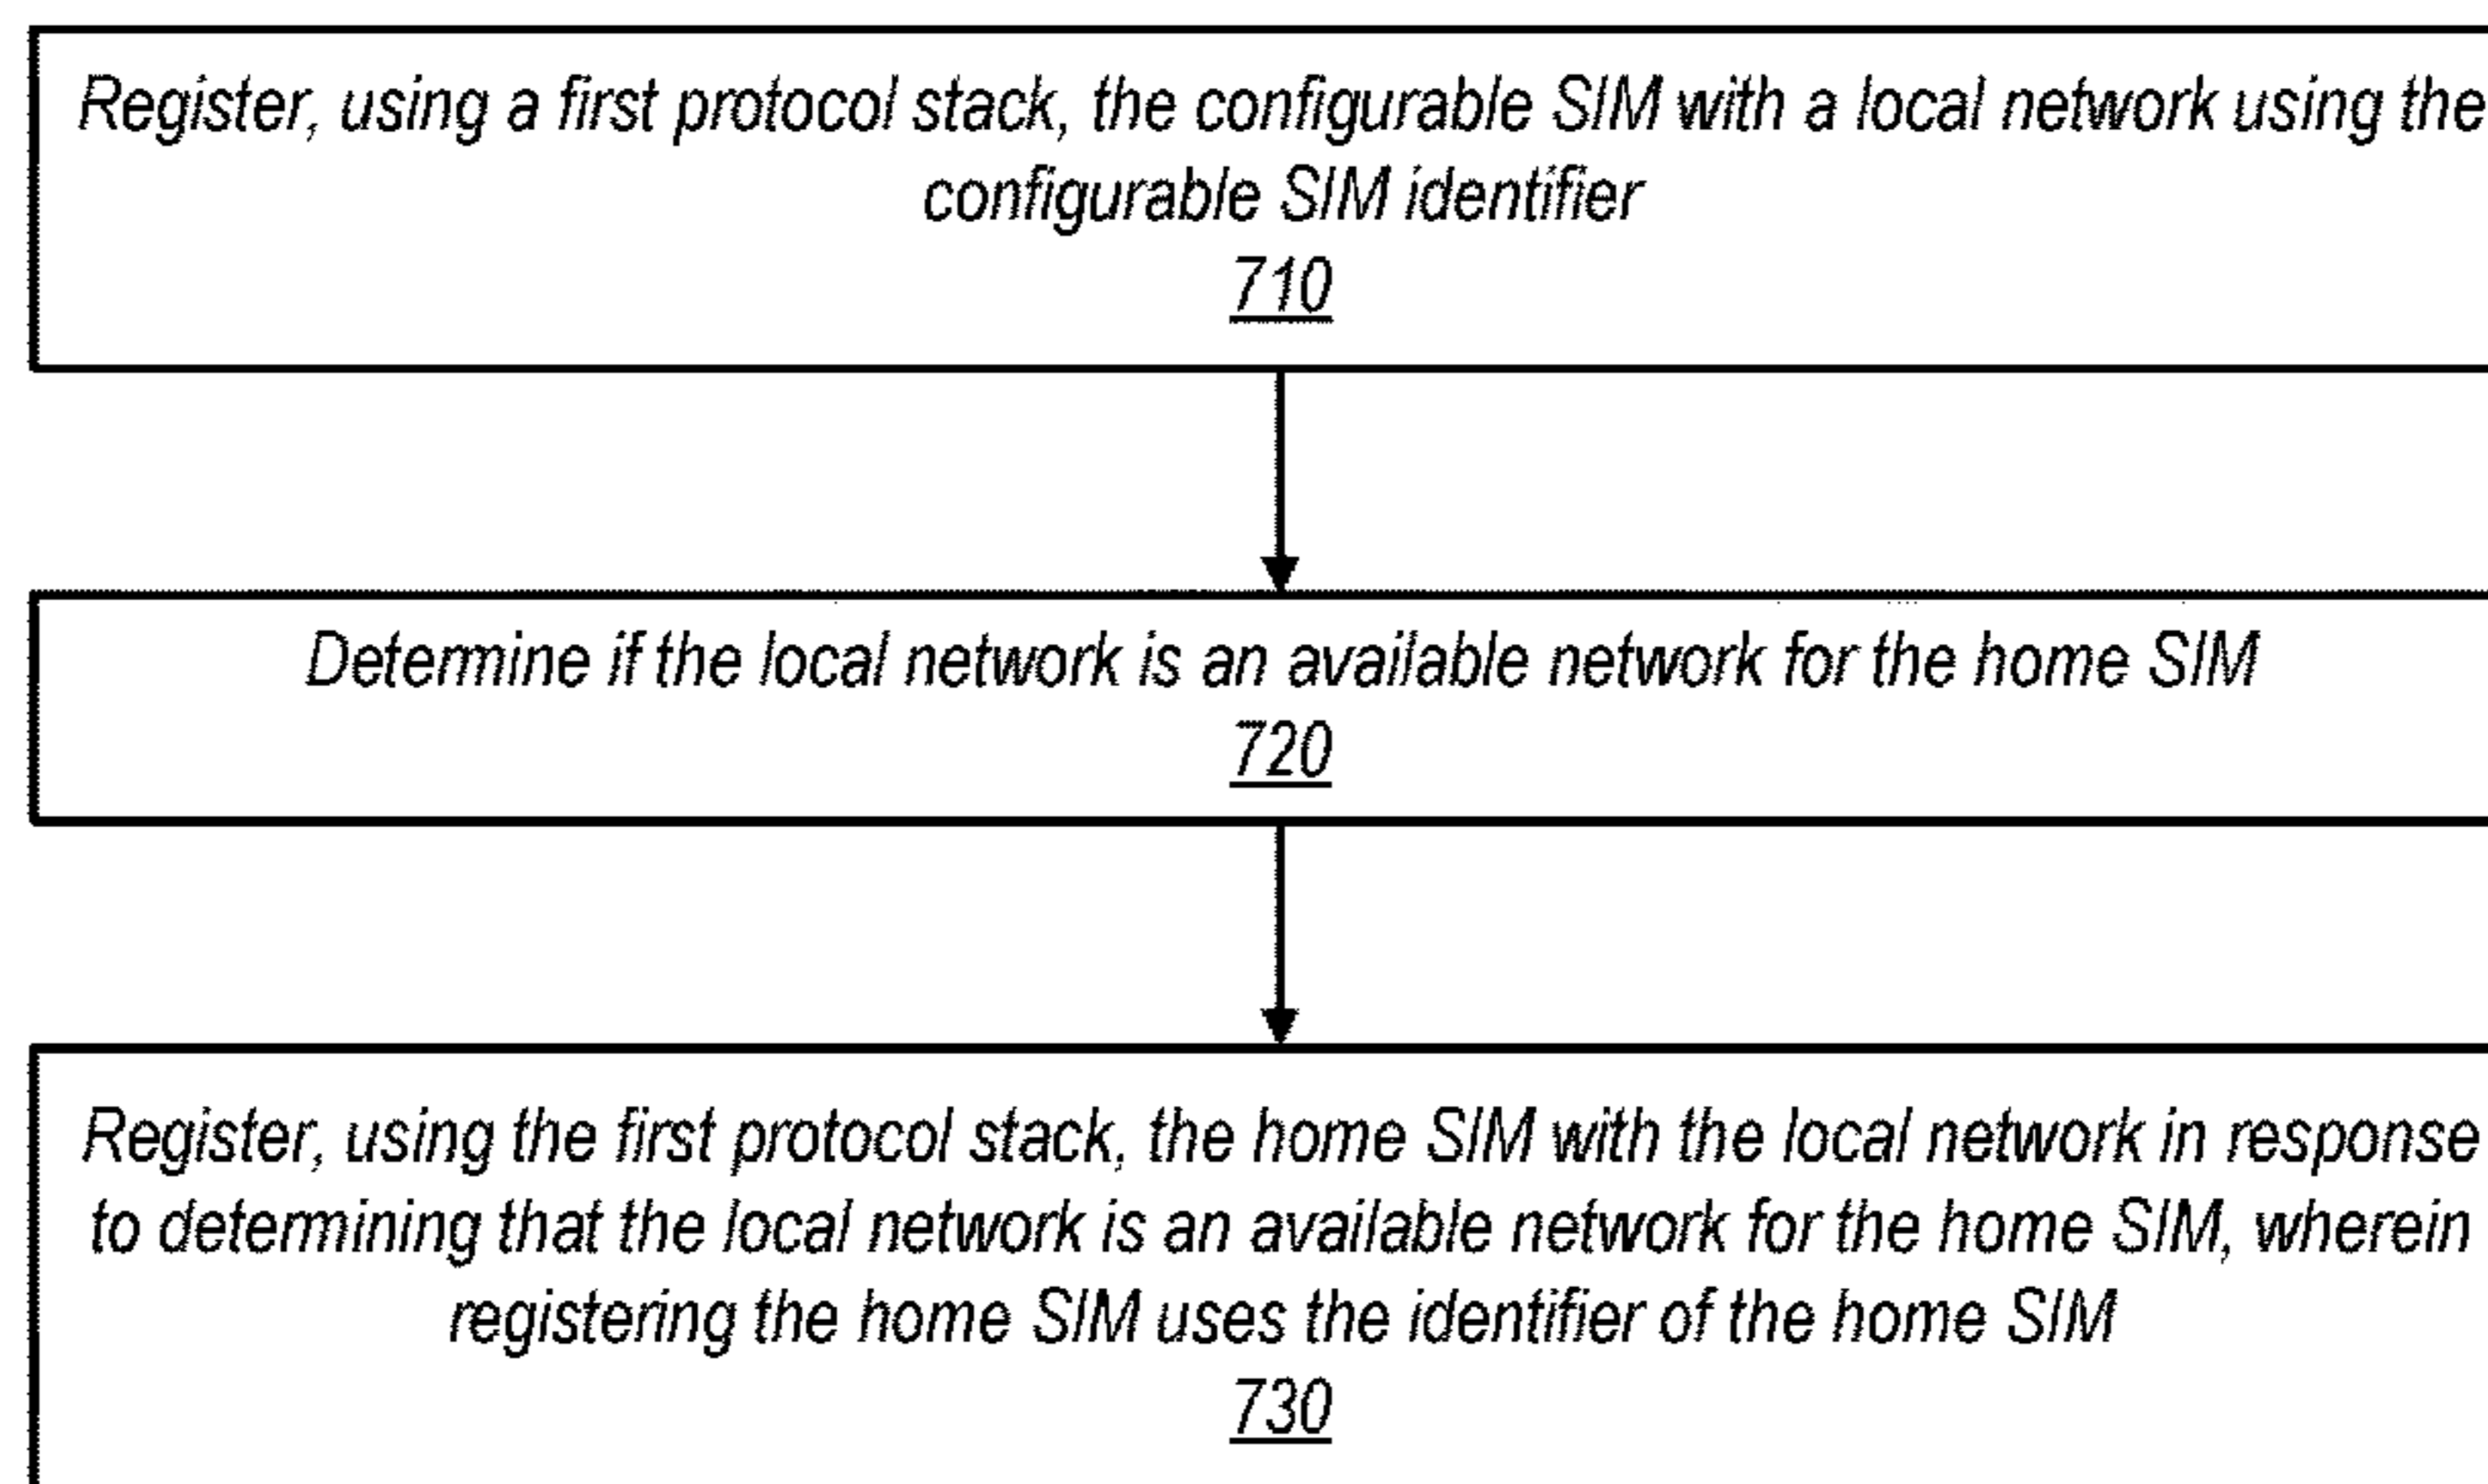 Register, using a first protocol stack, the configurable SIM with a local network using the
configurable SIM identifier
710
Determine if the local network is an available network for the home SIM
720
Register, using the first protocol stack, the home SIM with the local network in response
to determining that the local network is an available network for the home SIM, wherein
registering the home SIM uses the identifier of the home SIM
730